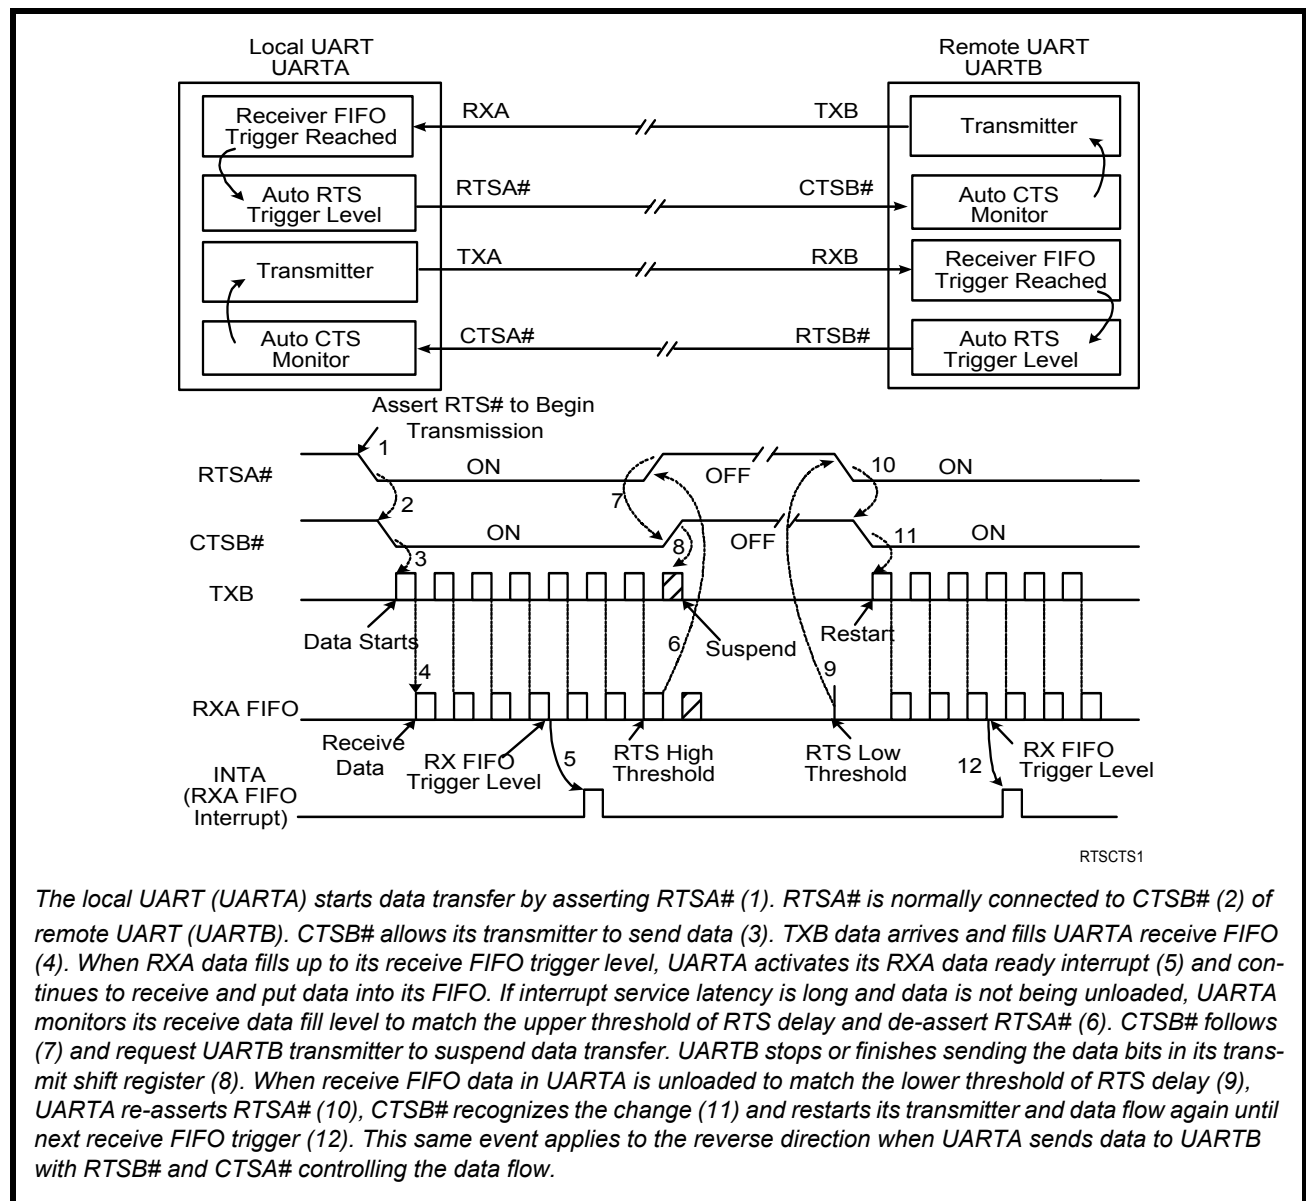 Local UART
UARTA
Remote UART
UARTB
Receiver FIFO
Trigger Reached
RXA
TXB
Transmitter
Auto RTS
Trigger Level
RTSA#
CTSB#
Auto CTS
Monitor
Transmitter
TXA
RXB
Receiver FIFO
Trigger Reached
Auto CTS
Monitor
CTSA#
RTSB#
Auto RTS
Trigger Level
Assert RTS# to Begin
Transmission
1
RTSA#
ON
OFF
10
ON
2
7
CTSB#
ON
8
OFF
11
ON
3
TXB
Data Starts
6
Suspend
Restart
4
9
RXA FIFO
Receive
Data
RX FIFO
Trigger Level
5
RTS High
Threshold
RTS Low
Threshold
12
RX FIFO
Trigger Level
INTA
(RXA FIFO
Interrupt)
RTSCTS1
The local UART (UARTA) starts data transfer by asserting RTSA# (1). RTSA# is normally connected to CTSB# (2) of
remote UART (UARTB). CTSB# allows its transmitter to send data (3). TXB data arrives and fills UARTA receive FIFO
(4). When RXA data fills up to its receive FIFO trigger level, UARTA activates its RXA data ready interrupt (5) and con-
tinues to receive and put data into its FIFO. If interrupt service latency is long and data is not being unloaded, UARTA
monitors its receive data fill level to match the upper threshold of RTS delay and de-assert RTSA# (6). CTSB# follows
(7) and request UARTB transmitter to suspend data transfer. UARTB stops or finishes sending the data bits in its trans-
mit shift register (8). When receive FIFO data in UARTA is unloaded to match the lower threshold of RTS delay (9),
UARTA re-asserts RTSA# (10), CTSB# recognizes the change (11) and restarts its transmitter and data flow again until
next receive FIFO trigger (12). This same event applies to the reverse direction when UARTA sends data to UARTB
with RTSB# and CTSA# controlling the data flow.